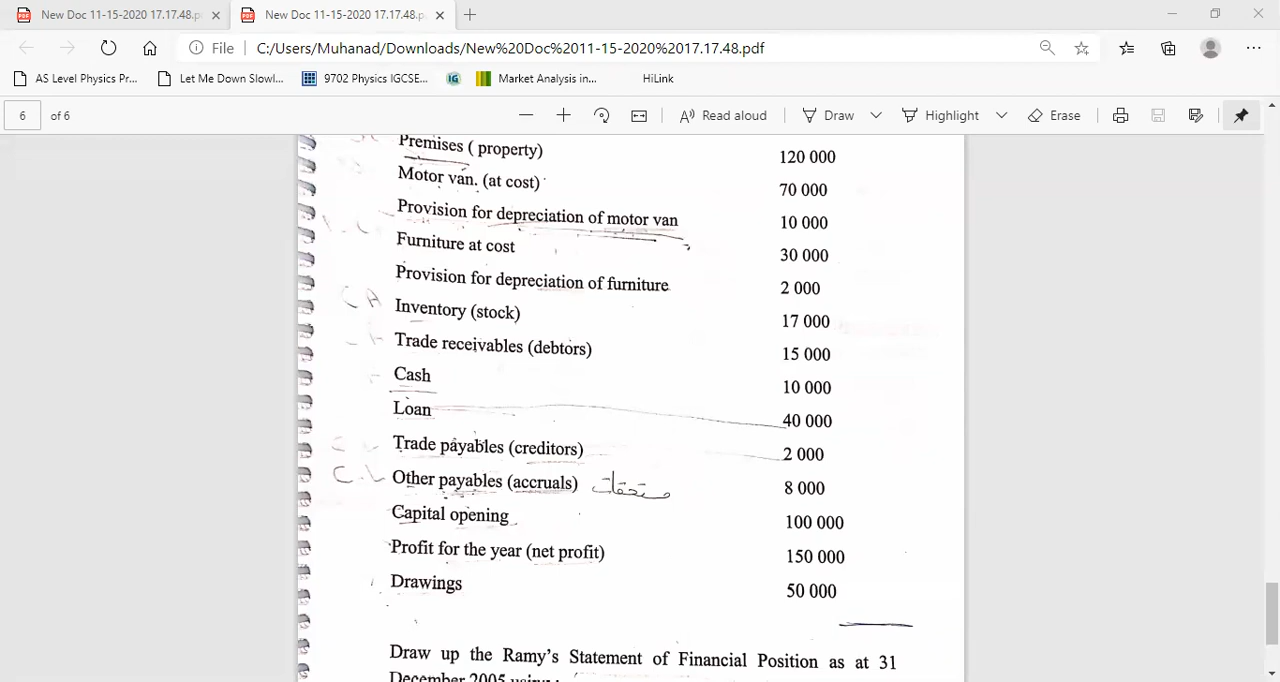 New Doc 11-15-2020 17.17.48.p
New Doc 11-15-2020 17.17.48.p
File
C:/Users/Muhanad/Downloads/New%20Doc%2011-15-2020%2017.17.48.pdf
AS Level Physics Pr...
Let Me Down Slowl...
9702 Physics IGCSE...
IG
Market Analysis in...
HiLink
6 of 6
Read aloud
Draw
Highlight
Erase
Premises ( property) 120 000
Motor van. (at cost) 70 000
Provision for depreciation of motor van 10 000
Furniture at cost 30 000
Provision for depreciation of furniture 2 000
C A
Inventory (stock) 17 000
Trade receivables (debtors) 15 000
Cash 10 000
Loan 40 000
Trade payables (creditors) 2 000
C.L Other payables (accruals) مستحقات 8 000
Capital opening 100 000
Profit for the year (net profit) 150 000
Drawings 50 000
Draw up the Ramy's Statement of Financial Position as at 31
December 2005 using: